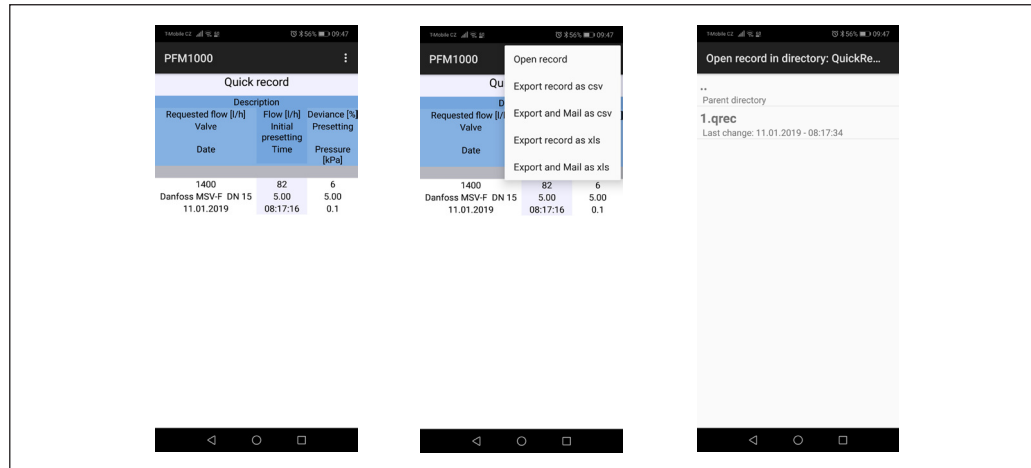 T-Mobile CZ 56% 09:47
PFM1000
Quick record
Description
Requested flow [l/h] Flow [l/h] Deviance [%]
Valve Initial presetting Presetting
Date Time Pressure [kPa]
1400 82 6
Danfoss MSV-F DN 15 5.00 5.00
11.01.2019 08:17:16 0.1
T-Mobile CZ 56% 09:47
PFM1000
Open record
Export record as csv
Export and Mail as csv
Export record as xls
Export and Mail as xls
Qu
D
Requested flow [l/
Valve
Date
1400 82 6
Danfoss MSV-F DN 15 5.00 5.00
11.01.2019 08:17:16 0.1
T-Mobile CZ 56% 09:47
Open record in directory: QuickRe...
..
Parent directory
1.qrec
Last change: 11.01.2019 - 08:17:34